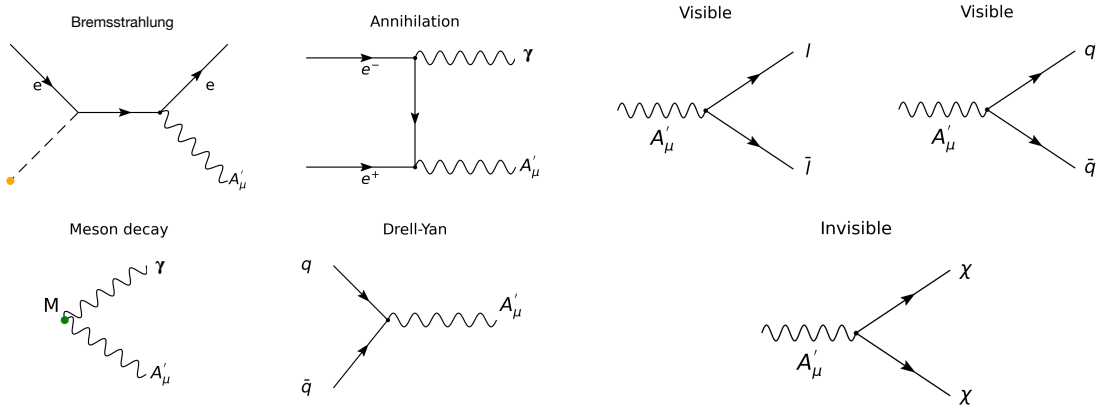 Bremsstrahlung
e
e
A′μ
Annihilation
e⁻
e⁺
γ
A′μ
Visible
A′μ
l
l̄
Visible
A′μ
q
q̄
Meson decay
M
γ
A′μ
Drell-Yan
q
q̄
A′μ
Invisible
A′μ
χ
χ